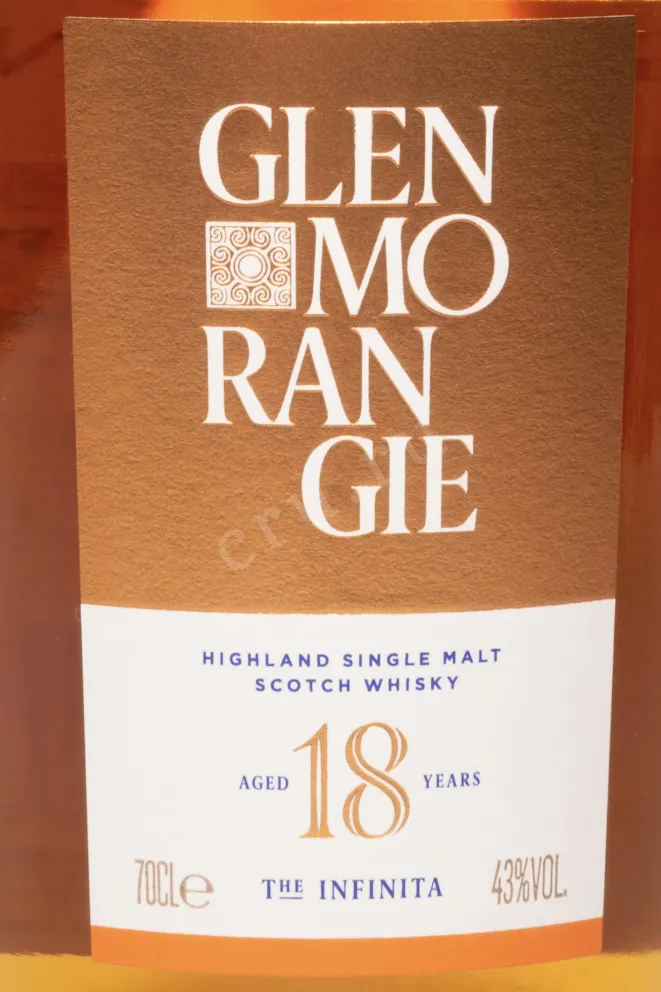 GLEN
MO
RAN
GIE
HIGHLAND SINGLE MALT
SCOTCH WHISKY
AGED 18 YEARS
70CLe THE INFINITA 43%VOL.